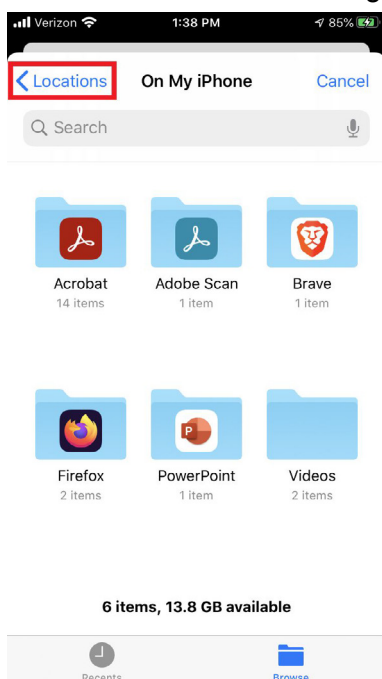 Verizon 1:38 PM 85%
Locations On My iPhone Cancel
Search
Acrobat Adobe Scan Brave
14 items 1 item 1 item
P
Firefox PowerPoint Videos
2 items 1 item 2 items
6 items, 13.8 GB available
Recents Browse